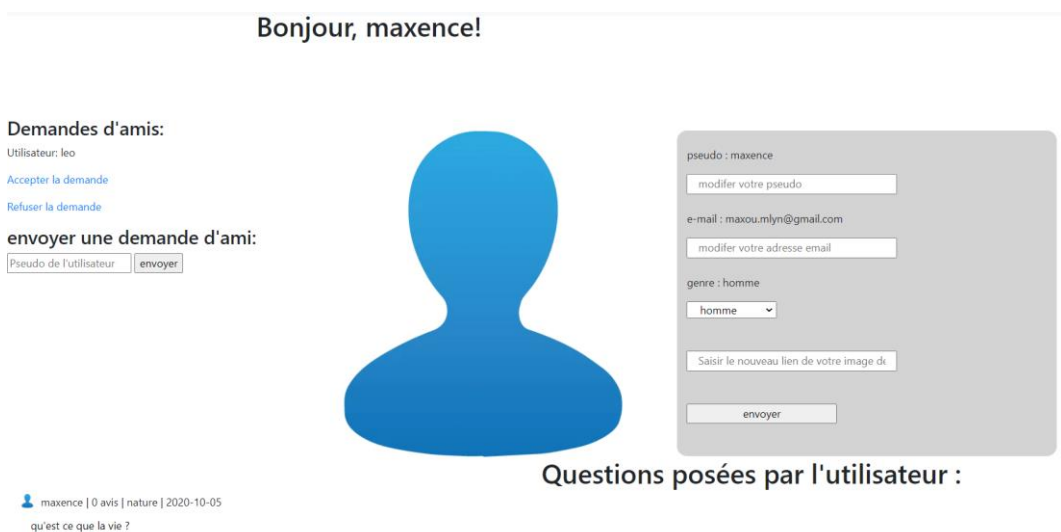 Bonjour, maxence!
Demandes d'amis:
Utilisateur: leo
Accepter la demande
Refuser la demande
envoyer une demande d'ami:
Pseudo de l'utilisateur envoyer
pseudo : maxence
modifer votre pseudo
e-mail : maxou.mlyn@gmail.com
modifer votre adresse email
genre : homme
homme
Saisir le nouveau lien de votre image de
envoyer
Questions posées par l'utilisateur :
maxence | 0 avis | nature | 2020-10-05
qu'est ce que la vie ?